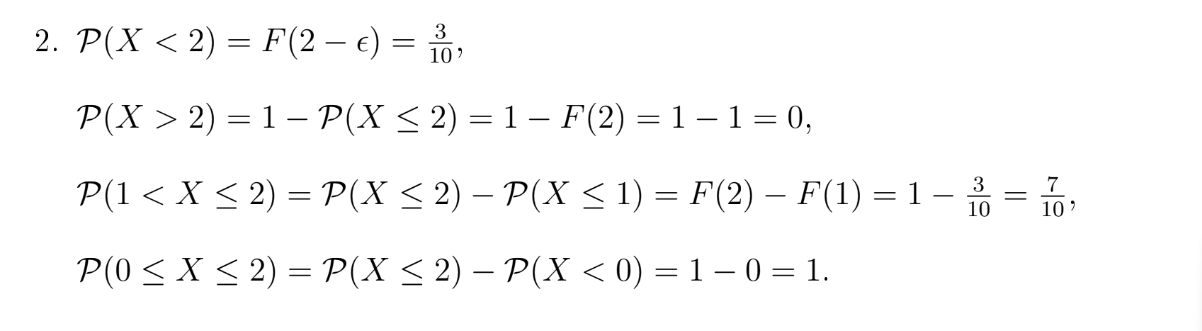 2. 𝒫(X < 2) = F(2 − ϵ) = 3/10,
𝒫(X > 2) = 1 − 𝒫(X ≤ 2) = 1 − F(2) = 1 − 1 = 0,
𝒫(1 < X ≤ 2) = 𝒫(X ≤ 2) − 𝒫(X ≤ 1) = F(2) − F(1) = 1 − 3/10 = 7/10,
𝒫(0 ≤ X ≤ 2) = 𝒫(X ≤ 2) − 𝒫(X < 0) = 1 − 0 = 1.